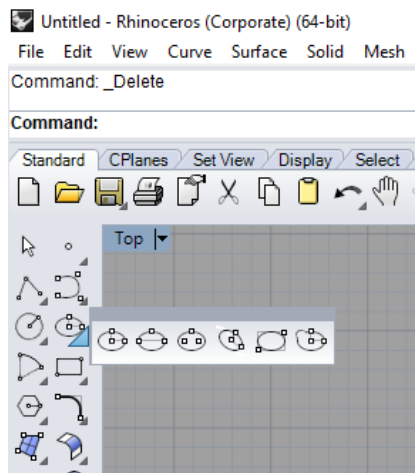 Untitled - Rhinoceros (Corporate) (64-bit)
File Edit View Curve Surface Solid Mesh
Command: _Delete
Command:
Standard CPlanes Set View Display Select
Top